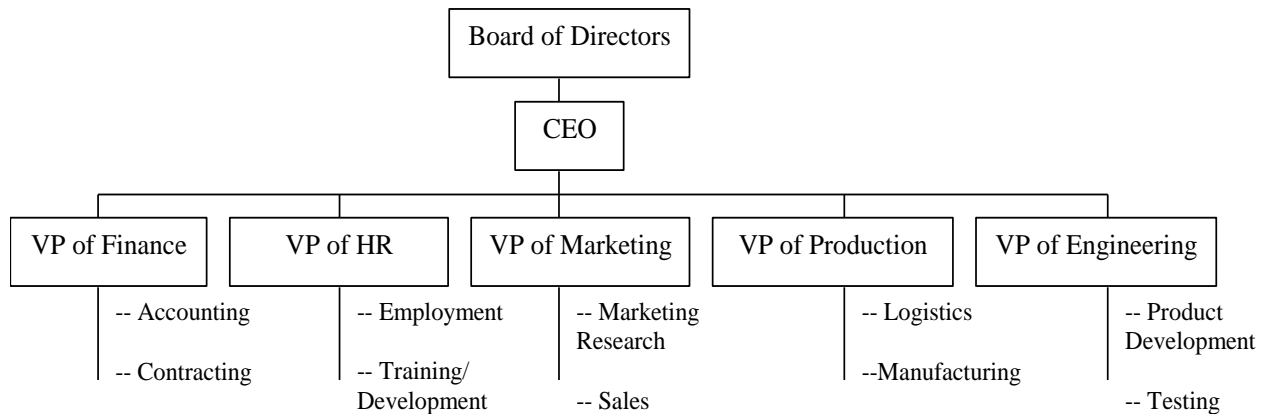 Board of Directors
CEO
VP of Finance
VP of HR
VP of Marketing
VP of Production
VP of Engineering
-- Accounting
-- Contracting
-- Employment
-- Training/
Development
-- Marketing
Research
-- Sales
-- Logistics
--Manufacturing
-- Product
Development
-- Testing